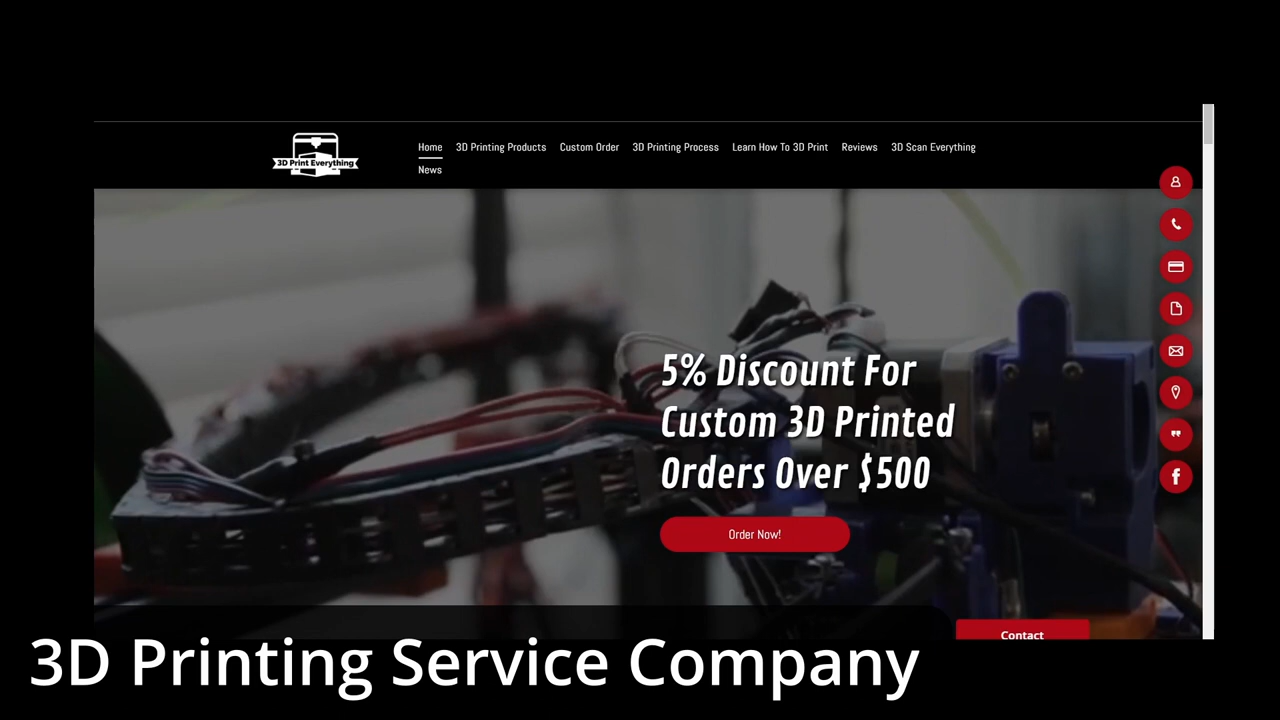 3D Print Everything
Home 3D Printing Products Custom Order 3D Printing Process Learn How To 3D Print Reviews 3D Scan Everything
News
5% Discount For
Custom 3D Printed
Orders Over $500
Order Now!
Contact
3D Printing Service Company